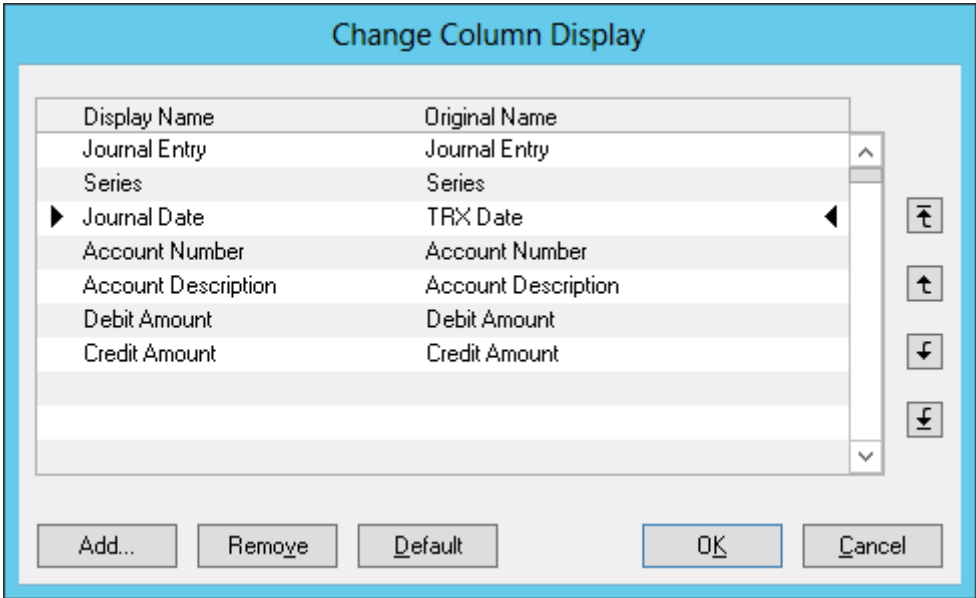 Change Column Display
Display Name Original Name
Journal Entry Journal Entry
Series Series
Journal Date TRX Date
Account Number Account Number
Account Description Account Description
Debit Amount Debit Amount
Credit Amount Credit Amount
Add... Remove Default OK Cancel